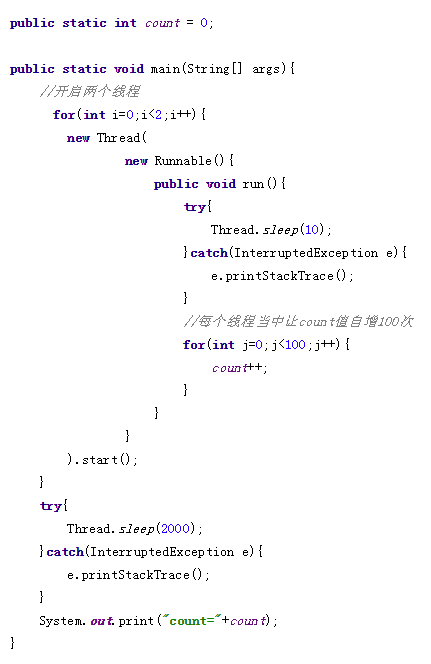 public static int count = 0;
public static void main(String[] args){
//开启两个线程
for(int i=0;i<2;i++){
new Thread(
new Runnable(){
public void run(){
try{
Thread.sleep(10);
}catch(InterruptedException e){
e.printStackTrace();
}
//每个线程当中让count值自增100次
for(int j=0;j<100;j++){
count++;
}
}
}
).start();
}
try{
Thread.sleep(2000);
}catch(InterruptedException e){
e.printStackTrace();
}
System.out.print("count="+count);
}